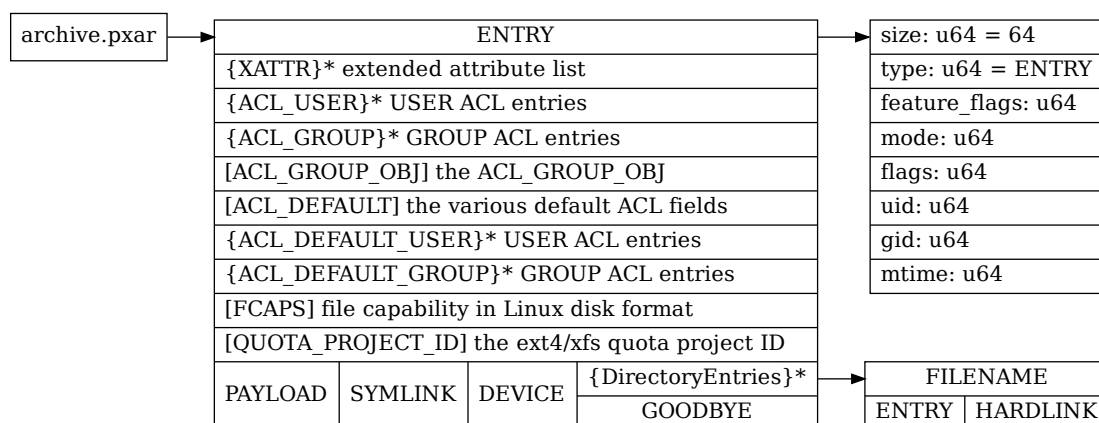 archive.pxar
ENTRY
{XATTR}* extended attribute list
{ACL_USER}* USER ACL entries
{ACL_GROUP}* GROUP ACL entries
[ACL_GROUP_OBJ] the ACL_GROUP_OBJ
[ACL_DEFAULT] the various default ACL fields
{ACL_DEFAULT_USER}* USER ACL entries
{ACL_DEFAULT_GROUP}* GROUP ACL entries
[FCAPS] file capability in Linux disk format
[QUOTA_PROJECT_ID] the ext4/xfs quota project ID
PAYLOAD
SYMLINK
DEVICE
{DirectoryEntries}*
GOODBYE
size: u64 = 64
type: u64 = ENTRY
feature_flags: u64
mode: u64
flags: u64
uid: u64
gid: u64
mtime: u64
FILENAME
ENTRY
HARDLINK